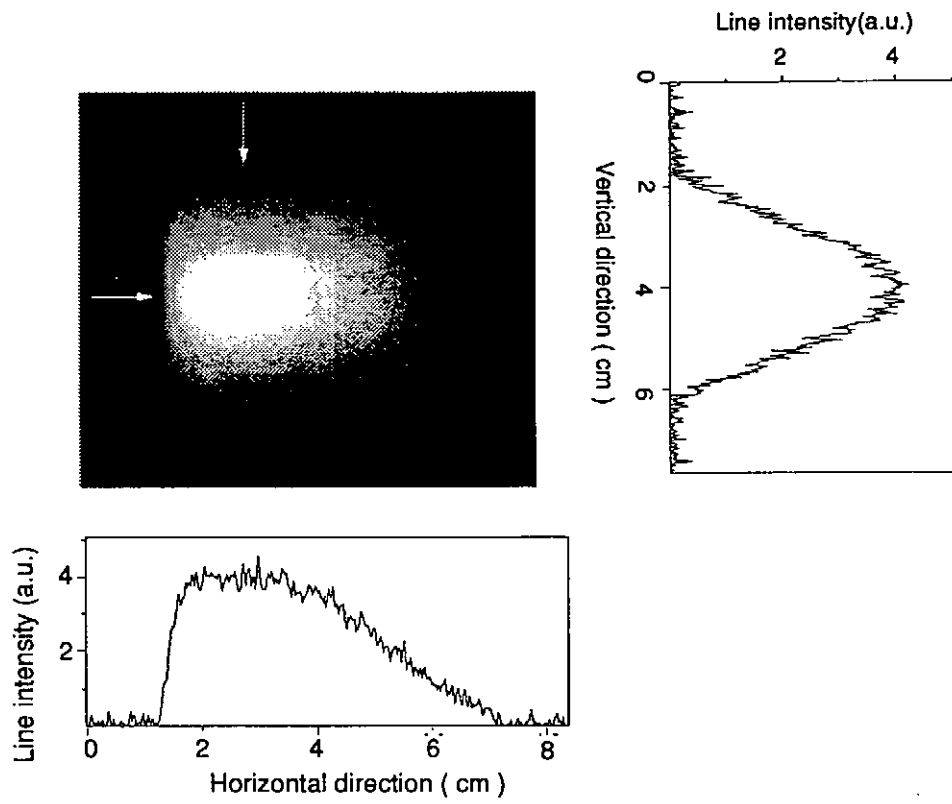 Line intensity(a.u.)
2 4
0
2
4
6
Vertical direction ( cm )
4
2
Line intensity (a.u.)
0 2 4 6 8
Horizontal direction ( cm )